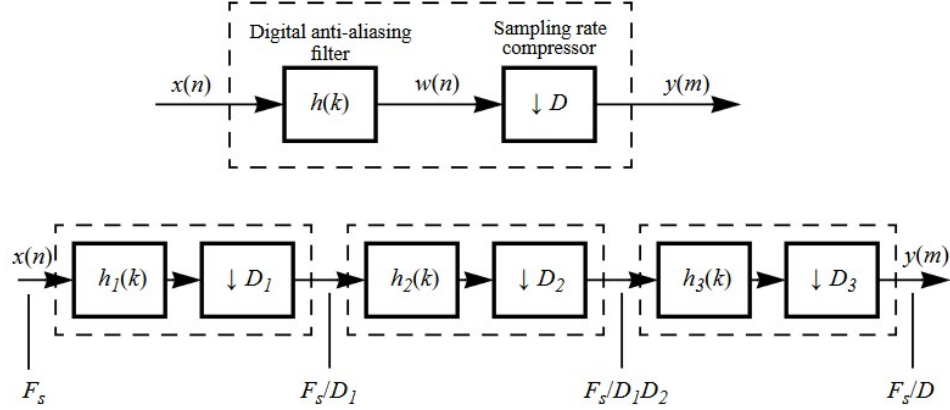 Digital anti-aliasing
filter
Sampling rate
compressor
x(n)
h(k)
w(n)
↓ D
y(m)
x(n)
h₁(k)
↓ D₁
h₂(k)
↓ D₂
h₃(k)
↓ D₃
y(m)
Fₛ
Fₛ/D₁
Fₛ/D₁D₂
Fₛ/D